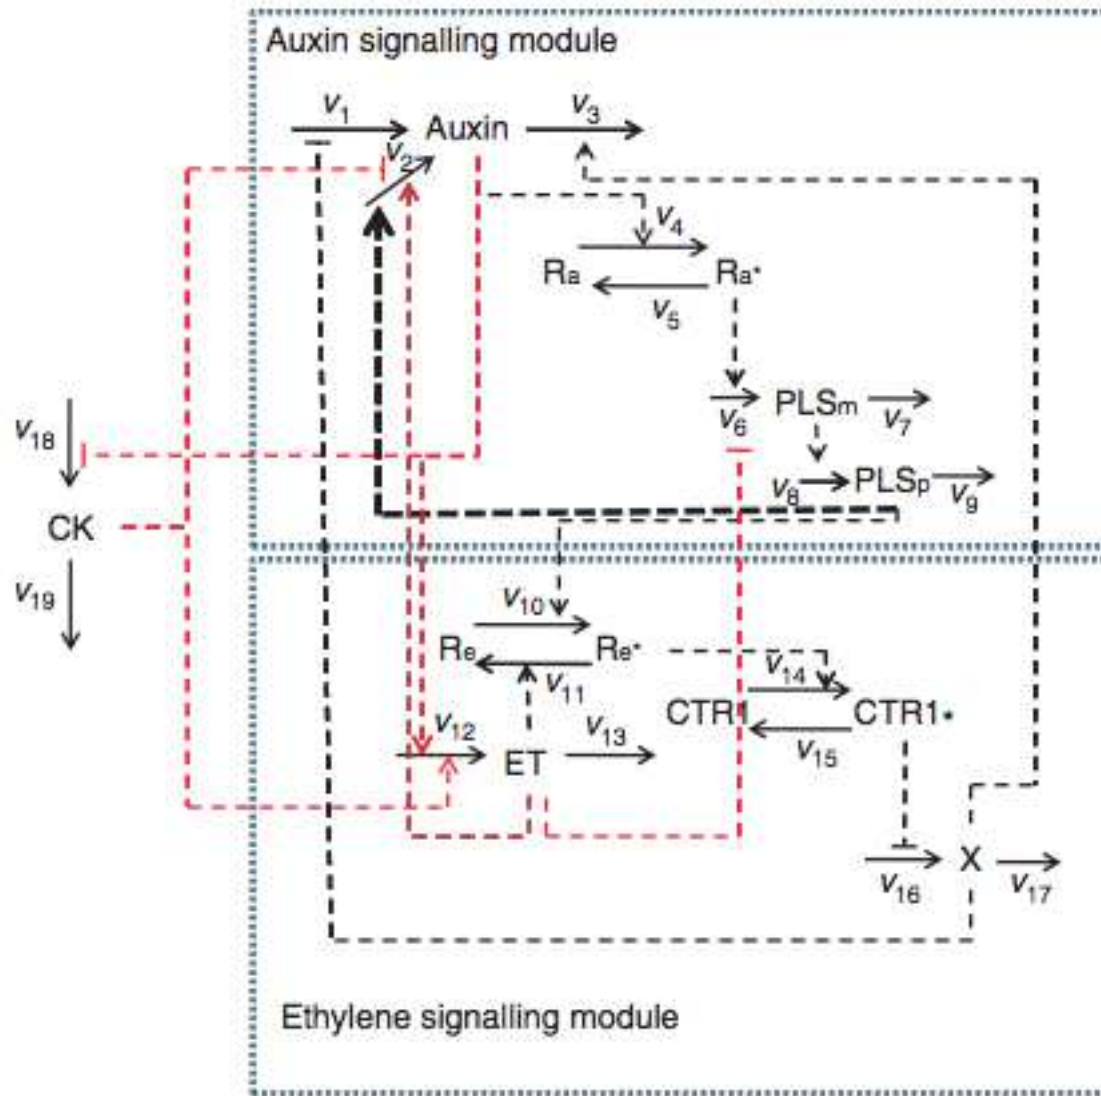 Auxin signalling module
v1
v3
Auxin
v2
v4
Ra
Ra*
v5
PLSm
v6
v7
v18
v8
PLSp
v9
CK
v10
v19
Re
Re*
v14
v11
CTR1
CTR1*
v12
v13
v15
ET
X
v16
v17
Ethylene signalling module